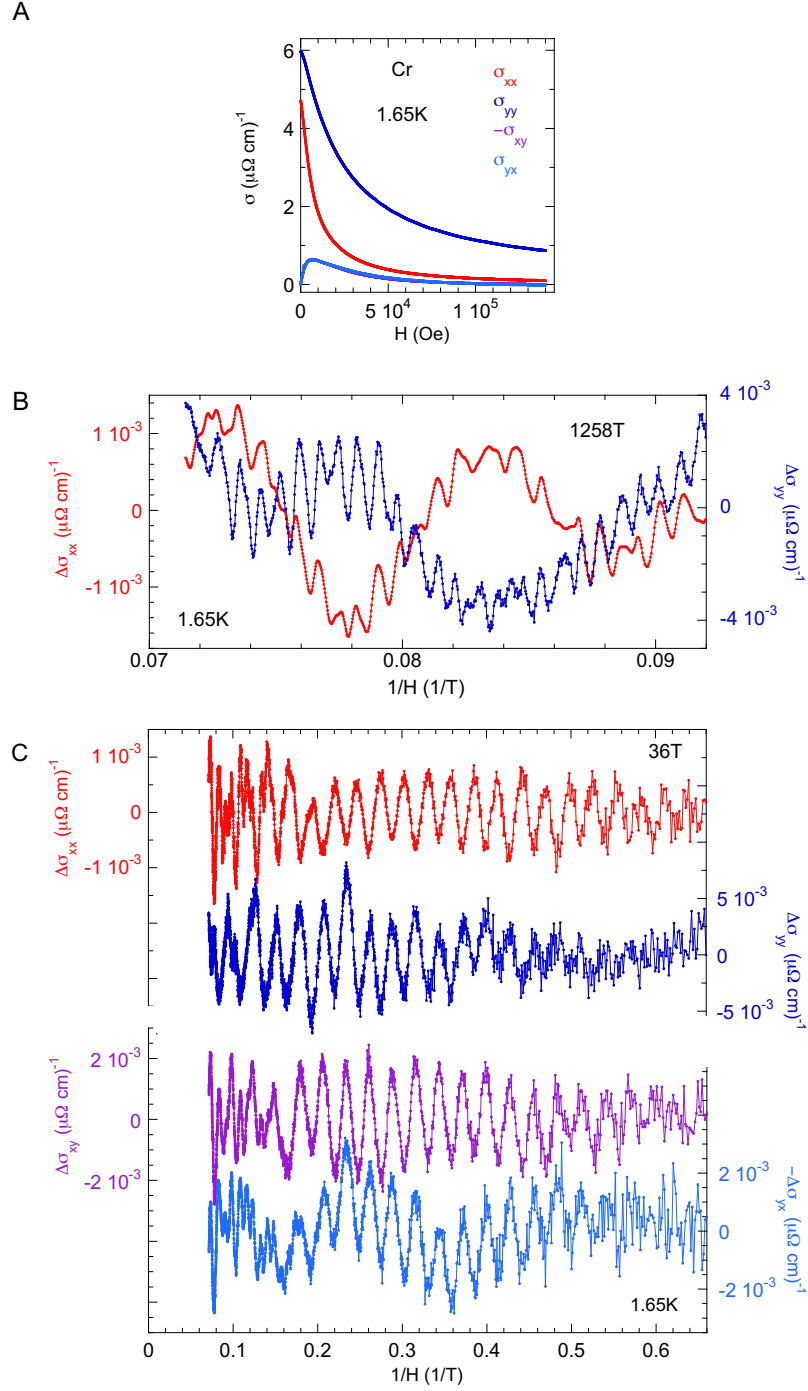 A
6
4
2
0
σ (μΩ cm)⁻¹
Cr
1.65K
σxx
σyy
−σxy
σyx
0
5 10⁴
1 10⁵
H (Oe)
B
1 10⁻³
0
-1 10⁻³
Δσxx (μΩ cm)⁻¹
1258T
1.65K
4 10⁻³
0
-4 10⁻³
Δσyy (μΩ cm)⁻¹
0.07
0.08
0.09
1/H (1/T)
C
36T
1 10⁻³
0
-1 10⁻³
Δσxx (μΩ cm)⁻¹
5 10⁻³
0
-5 10⁻³
Δσyy (μΩ cm)⁻¹
2 10⁻³
0
-2 10⁻³
Δσxy (μΩ cm)⁻¹
2 10⁻³
0
-2 10⁻³
−Δσyx (μΩ cm)⁻¹
1.65K
0
0.1
0.2
0.3
0.4
0.5
0.6
1/H (1/T)